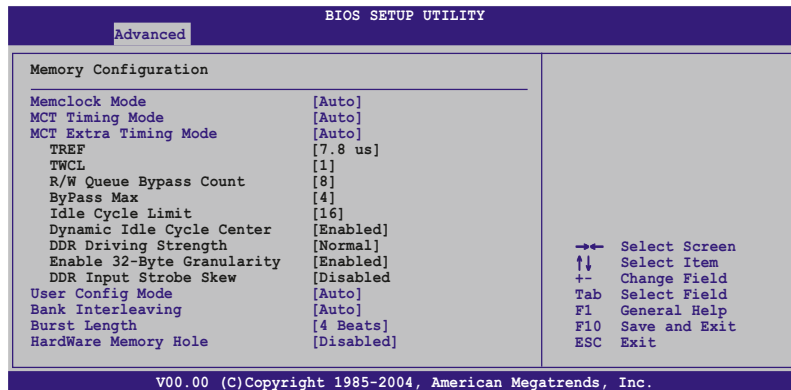 BIOS SETUP UTILITY
Advanced
Memory Configuration
Memclock Mode [Auto]
MCT Timing Mode [Auto]
MCT Extra Timing Mode [Auto]
TREF [7.8 us]
TWCL [1]
R/W Queue Bypass Count [8]
ByPass Max [4]
Idle Cycle Limit [16]
Dynamic Idle Cycle Center [Enabled]
DDR Driving Strength [Normal]
Enable 32-Byte Granularity [Enabled]
DDR Input Strobe Skew [Disabled
User Config Mode [Auto]
Bank Interleaving [Auto]
Burst Length [4 Beats]
HardWare Memory Hole [Disabled]
→← Select Screen
↑↓ Select Item
+- Change Field
Tab Select Field
F1 General Help
F10 Save and Exit
ESC Exit
V00.00 (C)Copyright 1985-2004, American Megatrends, Inc.